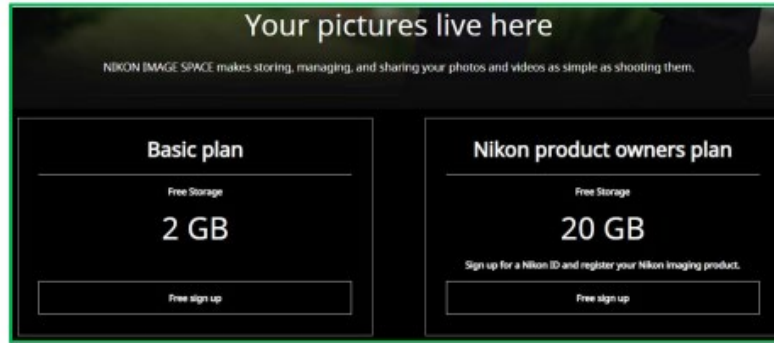 Your pictures live here
NIKON IMAGE SPACE makes storing, managing, and sharing your photos and videos as simple as shooting them.
Basic plan
Free Storage
2 GB
Free sign up
Nikon product owners plan
Free Storage
20 GB
Sign up for a Nikon ID and register your Nikon imaging product.
Free sign up